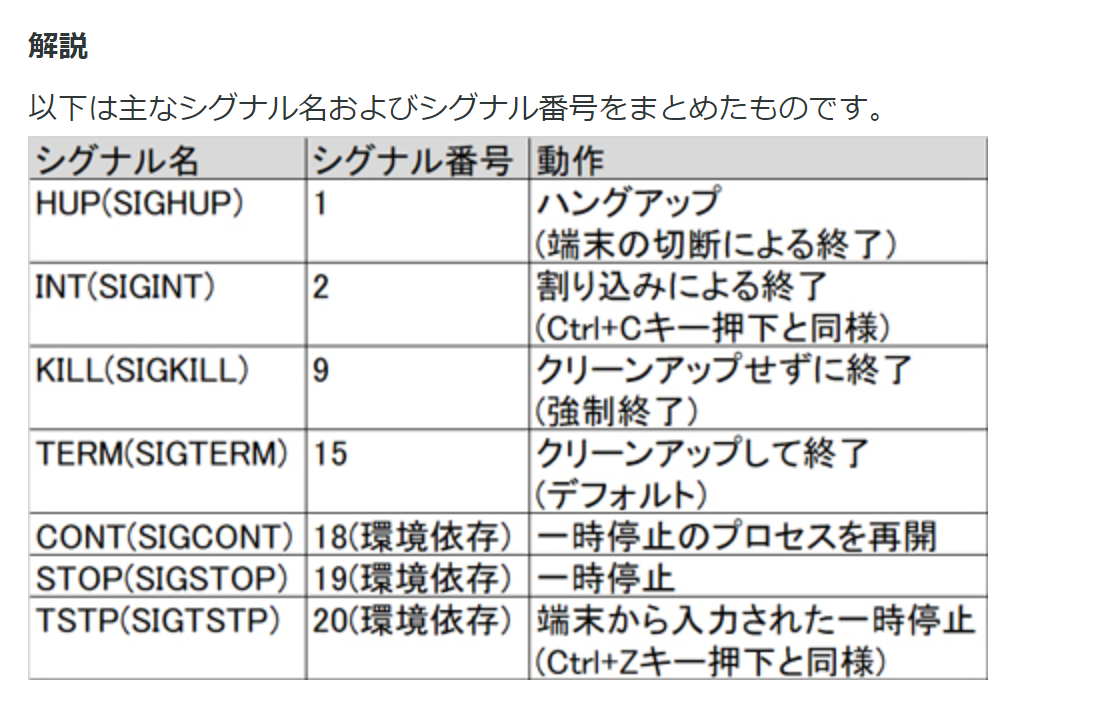 解説
以下は主なシグナル名およびシグナル番号をまとめたものです。
シグナル名 シグナル番号 動作
HUP(SIGHUP) 1 ハングアップ
(端末の切断による終了)
INT(SIGINT) 2 割り込みによる終了
(Ctrl+Cキー押下と同様)
KILL(SIGKILL) 9 クリーンアップせずに終了
(強制終了)
TERM(SIGTERM) 15 クリーンアップして終了
(デフォルト)
CONT(SIGCONT) 18(環境依存) 一時停止のプロセスを再開
STOP(SIGSTOP) 19(環境依存) 一時停止
TSTP(SIGTSTP) 20(環境依存) 端末から入力された一時停止
(Ctrl+Zキー押下と同様)